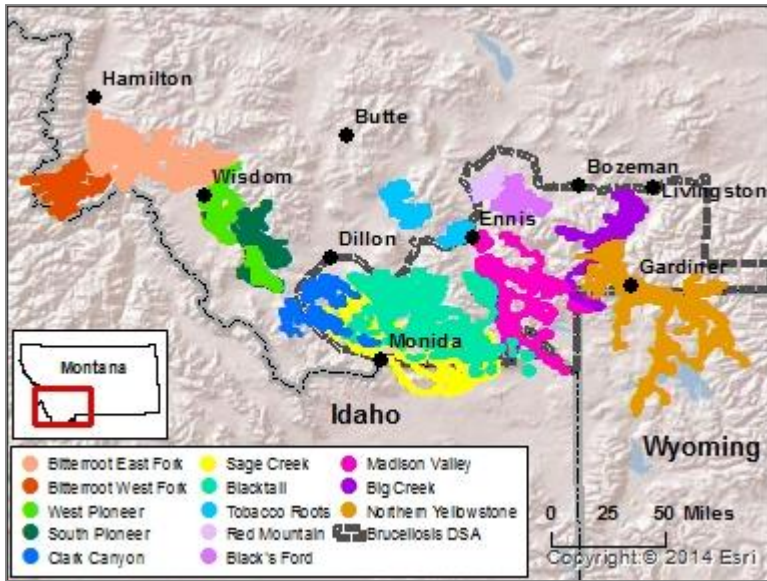 Hamilton
Butte
Wisdom
Bozeman
Livingston
Ennis
Dillon
Gardiner
Monida
Montana
Idaho
Wyoming
Bitterroot East Fork
Bitterroot West Fork
West Pioneer
South Pioneer
Clark Canyon
Sage Creek
Blacktail
Tobacco Roots
Red Mountain
Black's Ford
Madison Valley
Big Creek
Northern Yellowstone
Brucellosis DSA
0 25 50 Miles
Copyright:© 2014 Esri